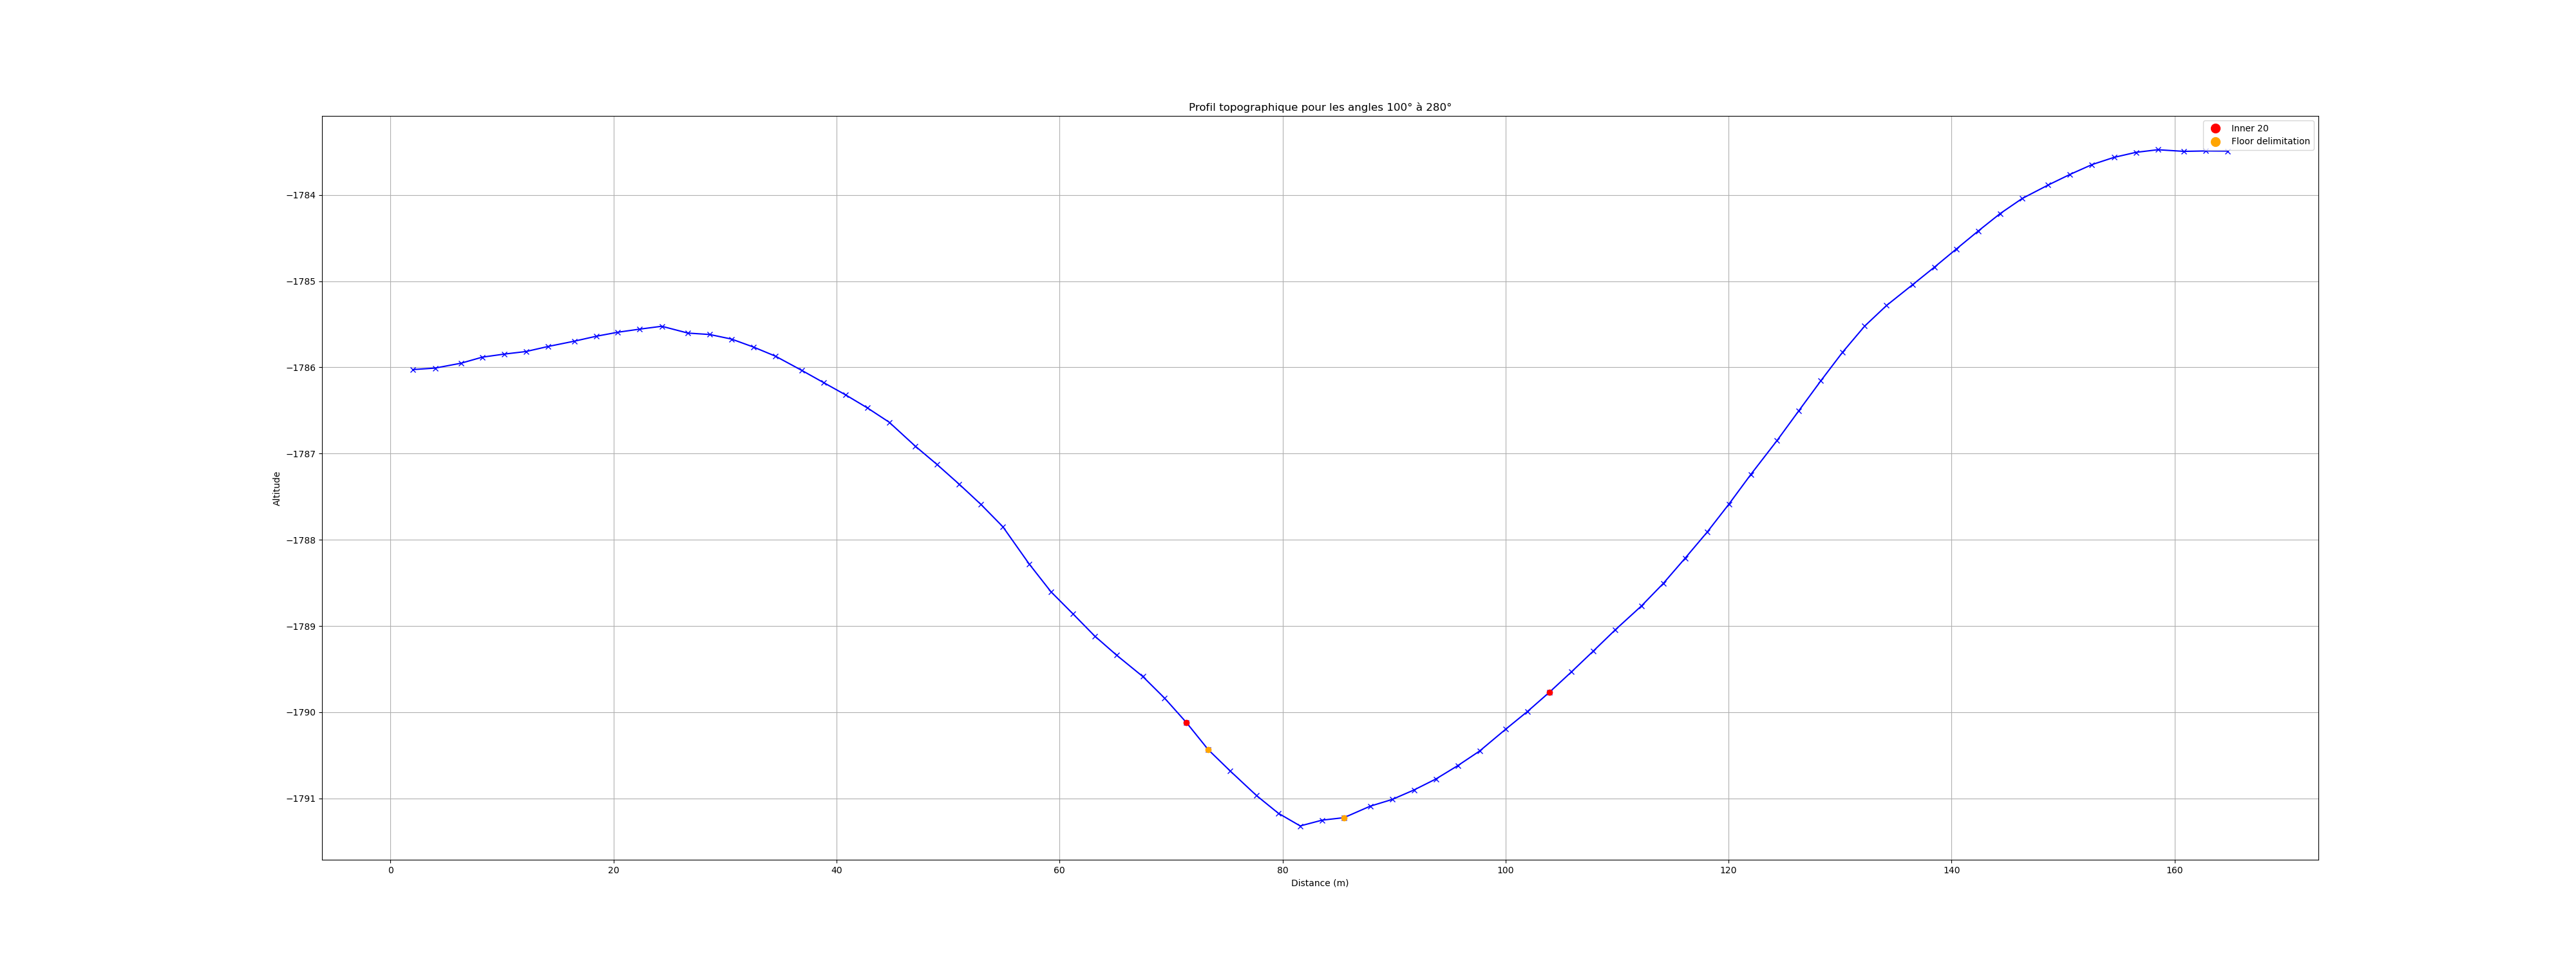 Profil topographique pour les angles 100° à 280°
Inner 20
Floor delimitation
−1784
−1785
−1786
−1787
−1788
−1789
−1790
−1791
Altitude
0 20 40 60 80 100 120 140 160
Distance (m)